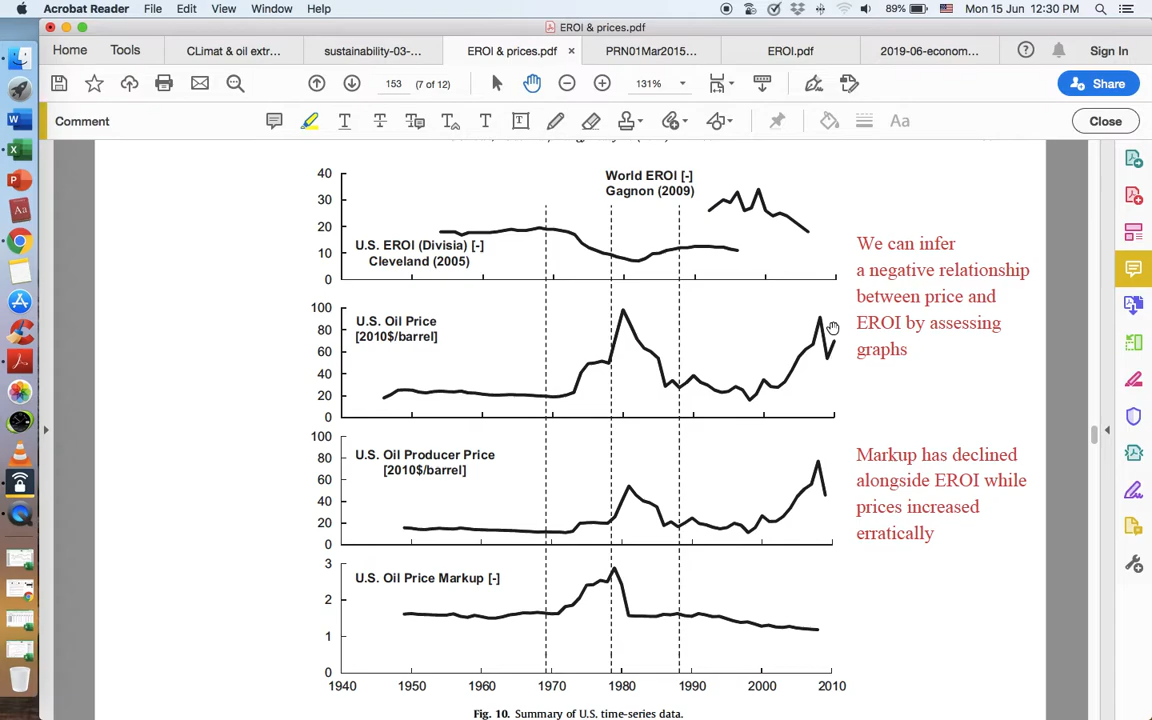 Acrobat Reader File Edit View Window Help 89% Mon 15 Jun 12:30 PM
EROI & prices.pdf
Home Tools CLimat & oil extr... sustainability-03-... EROI & prices.pdf × PRN01Mar2015... EROI.pdf 2019-06-econom... Sign In
153 (7 of 12) 131% Share
Comment Close
World EROI [-]
Gagnon (2009)
40
30
20
10
0
U.S. EROI (Divisia) [-]
Cleveland (2005)
We can infer
a negative relationship
between price and
EROI by assessing
graphs
100
80
60
40
20
0
U.S. Oil Price
[2010$/barrel]
100
80
60
40
20
0
U.S. Oil Producer Price
[2010$/barrel]
Markup has declined
alongside EROI while
prices increased
erratically
3
2
1
0
U.S. Oil Price Markup [-]
1940 1950 1960 1970 1980 1990 2000 2010
Fig. 10. Summary of U.S. time-series data.